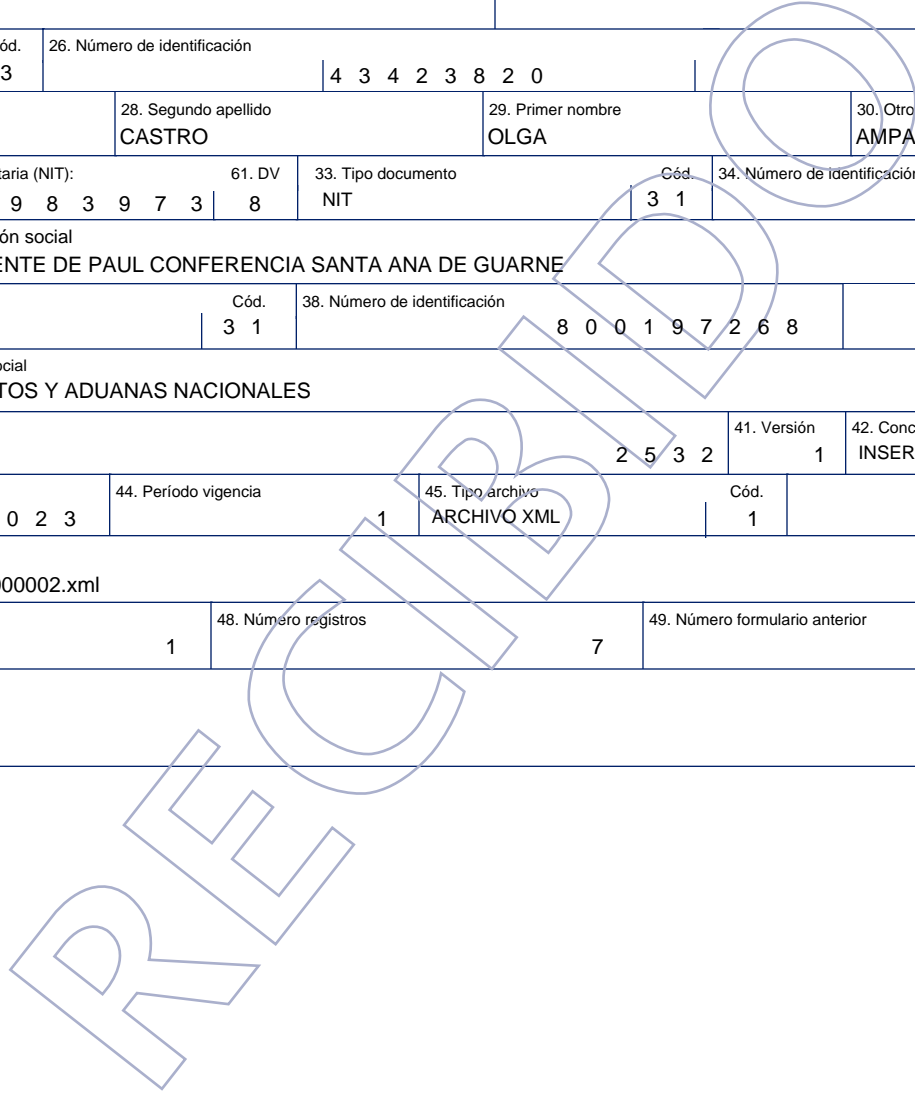 ód. 26. Número de identificación
3 4 3 4 2 3 8 2 0
28. Segundo apellido 29. Primer nombre 30. Otro
CASTRO OLGA AMPA
taria (NIT): 61. DV 33. Tipo documento Cód. 34. Número de identificación
9 8 3 9 7 3 8 NIT 3 1
ón social
ENTE DE PAUL CONFERENCIA SANTA ANA DE GUARNE
Cód. 38. Número de identificación
3 1 8 0 0 1 9 7 2 6 8
ocial
TOS Y ADUANAS NACIONALES
41. Versión 42. Conc
2 5 3 2 1 INSER
44. Período vigencia 45. Tipo archivo Cód.
0 2 3 1 ARCHIVO XML 1
000002.xml
48. Número registros 49. Número formulario anterior
1 7
RECIBIDO